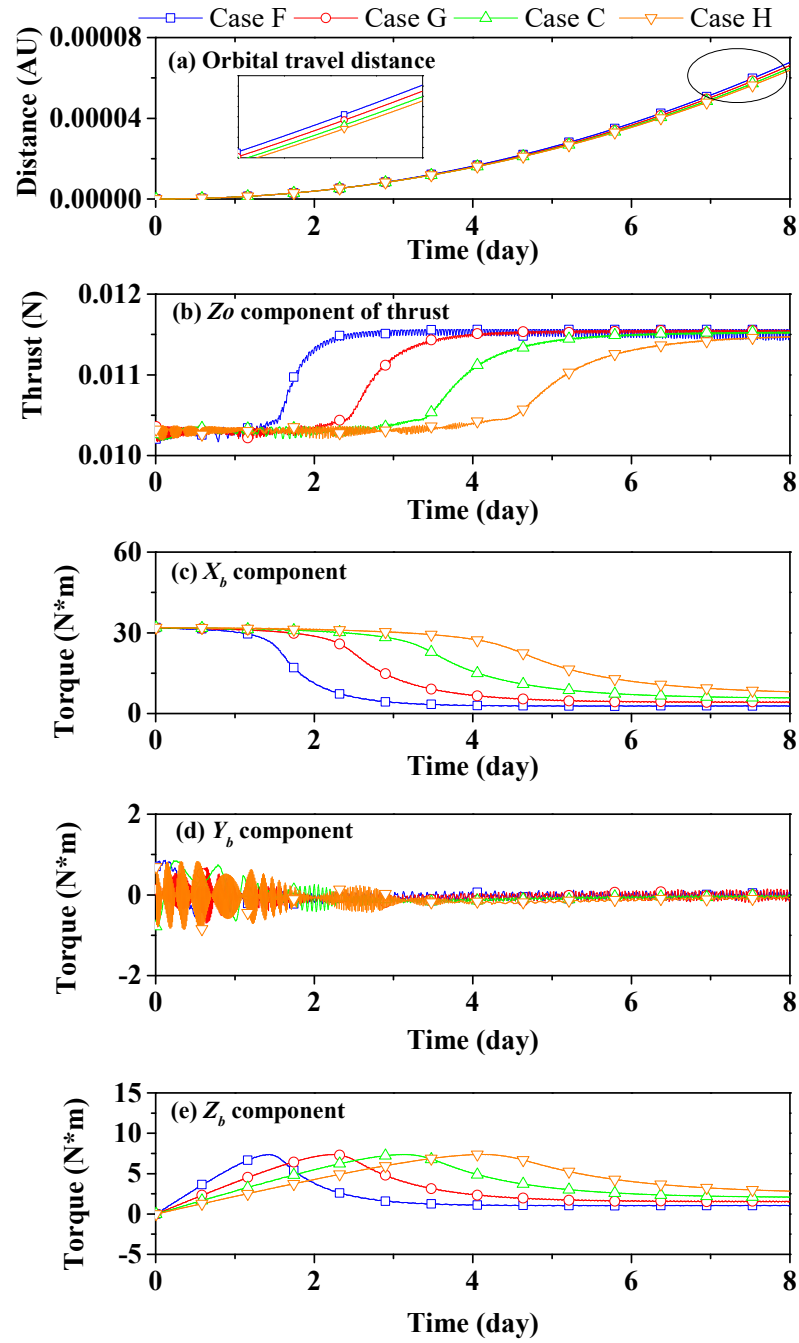 Case F Case G Case C Case H
(a) Orbital travel distance
Distance (AU)
0.00008
0.00004
0.00000
0 2 4 6 8
Time (day)
(b) Zo component of thrust
Thrust (N)
0.012
0.011
0.010
0 2 4 6 8
Time (day)
(c) X_b component
Torque (N*m)
60
30
0
0 2 4 6 8
Time (day)
(d) Y_b component
Torque (N*m)
2
0
-2
0 2 4 6 8
Time (day)
(e) Z_b component
Torque (N*m)
15
10
5
0
-5
0 2 4 6 8
Time (day)